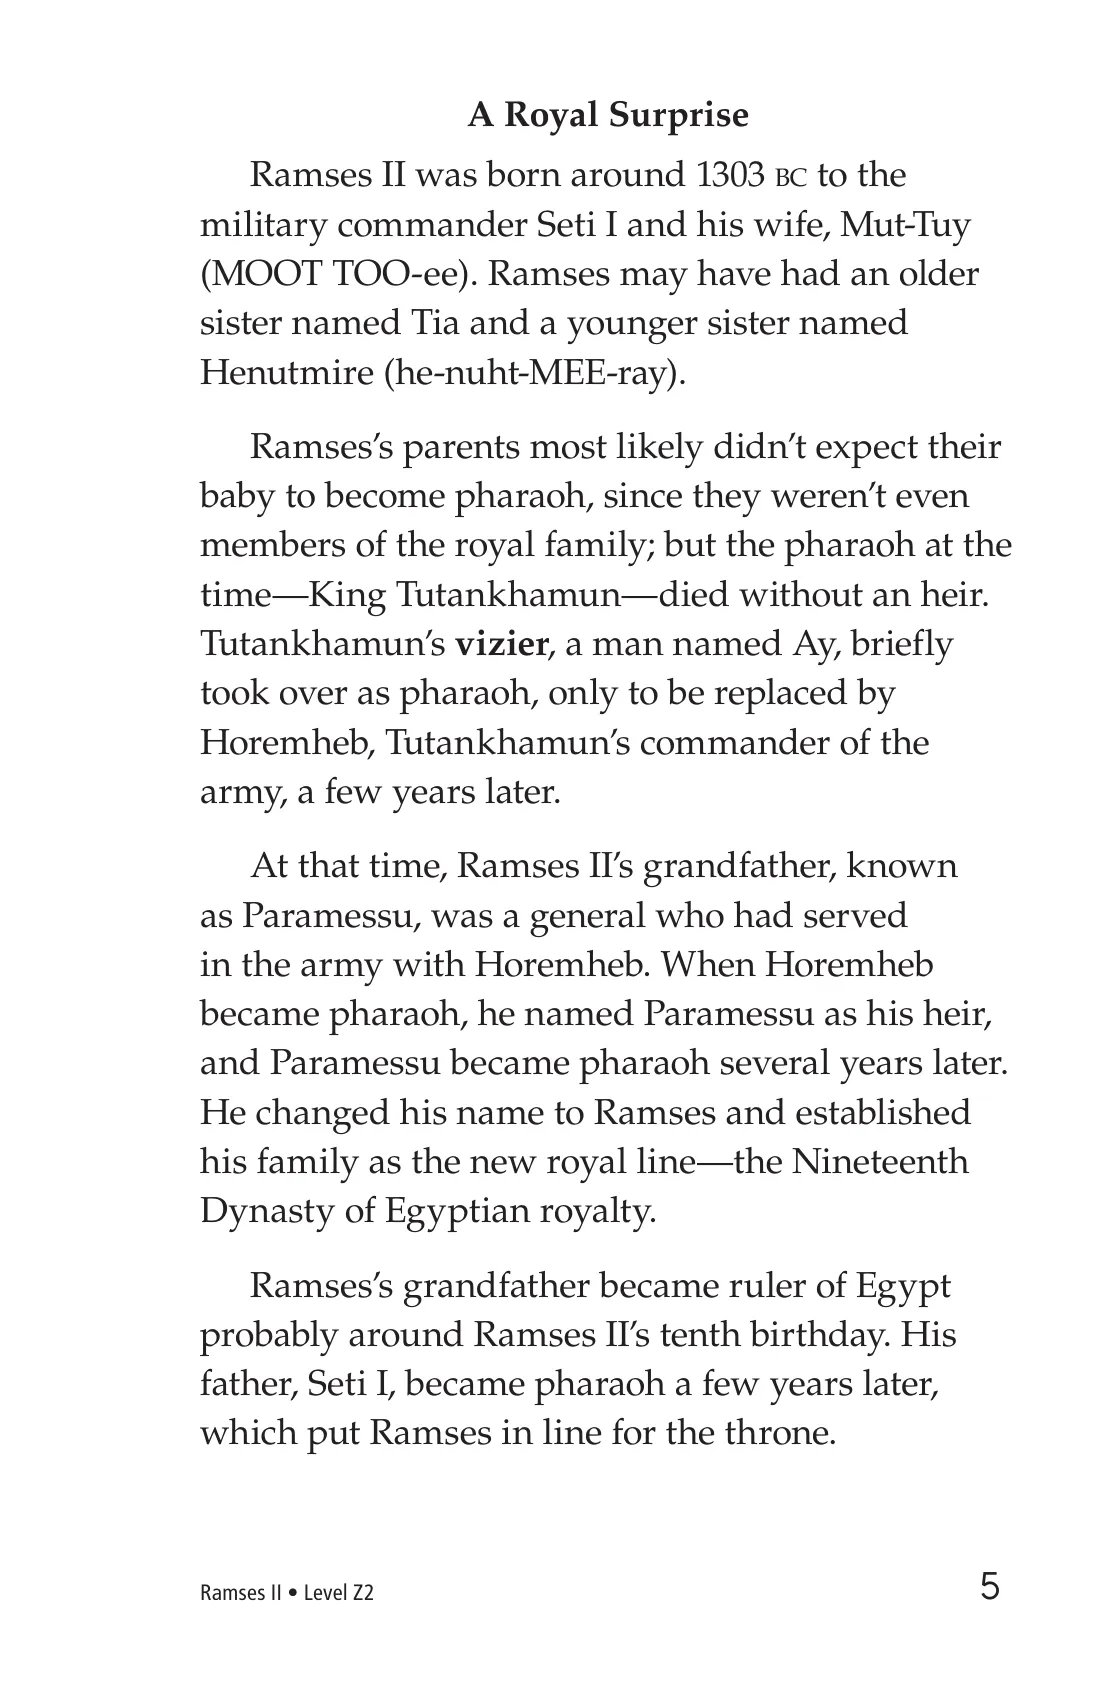 A Royal Surprise
Ramses II was born around 1303 BC to the
military commander Seti I and his wife, Mut-Tuy
(MOOT TOO-ee). Ramses may have had an older
sister named Tia and a younger sister named
Henutmire (he-nuht-MEE-ray).
Ramses’s parents most likely didn’t expect their
baby to become pharaoh, since they weren’t even
members of the royal family; but the pharaoh at the
time—King Tutankhamun—died without an heir.
Tutankhamun’s vizier, a man named Ay, briefly
took over as pharaoh, only to be replaced by
Horemheb, Tutankhamun’s commander of the
army, a few years later.
At that time, Ramses II’s grandfather, known
as Paramessu, was a general who had served
in the army with Horemheb. When Horemheb
became pharaoh, he named Paramessu as his heir,
and Paramessu became pharaoh several years later.
He changed his name to Ramses and established
his family as the new royal line—the Nineteenth
Dynasty of Egyptian royalty.
Ramses’s grandfather became ruler of Egypt
probably around Ramses II’s tenth birthday. His
father, Seti I, became pharaoh a few years later,
which put Ramses in line for the throne.
Ramses II • Level Z2
5